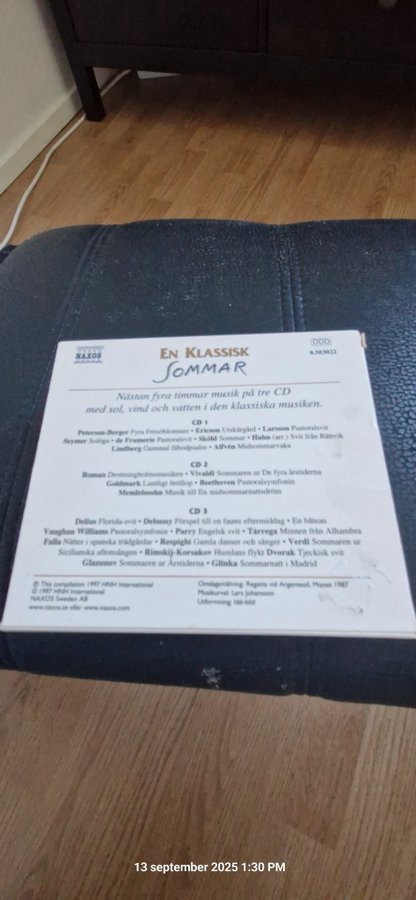 NAXOS
EN KLASSISK
SOMMAR
DDD
8.503022
Nästan fyra timmar musik på tre CD
med sol, vind och vatten i den klassiska musiken.
CD 1
Peterson-Berger Fyra Frösöblomster • Ericson Utskärgård • Larsson Pastoralsvit
Seymer Solöga • de Frumerie Pastoralsvit • Sköld Sommar • Hahn (arr.) Svit från Rättvik
Lindberg Gammal fäbodpsalm • Alfvén Midsommarvaka
CD 2
Roman Drottningholmsmusiken • Vivaldi Sommaren ur De fyra årstiderna
Goldmark Lantligt bröllop • Beethoven Pastoralsymfonin
Mendelssohn Musik till En midsommarnattsdröm
CD 3
Delius Florida-svit • Debussy Förspel till en fauns eftermiddag • En bâteau
Vaughan Williams Pastoralsymfonin • Parry Engelsk svit • Tárrega Minnen från Alhambra
Falla Nätter i spanska trädgårdar • Respighi Gamla danser och sånger • Verdi Sommaren ur
Sicilianska aftonsången • Rimskij-Korsakov Humlans flykt Dvorak Tjeckisk svit
Glazunov Sommaren ur Årstiderna • Glinka Sommarnatt i Madrid
℗ This compilation 1997 HNH International
© 1997 HNH International
NAXOS Sweden AB
www.naxos.se eller www.naxos.com
Omslagsmålning: Regatta vid Argenteuil, Monet 1987
Musikurval: Lars Johansson
Utformning: Idé-bild
13 september 2025 1:30 PM